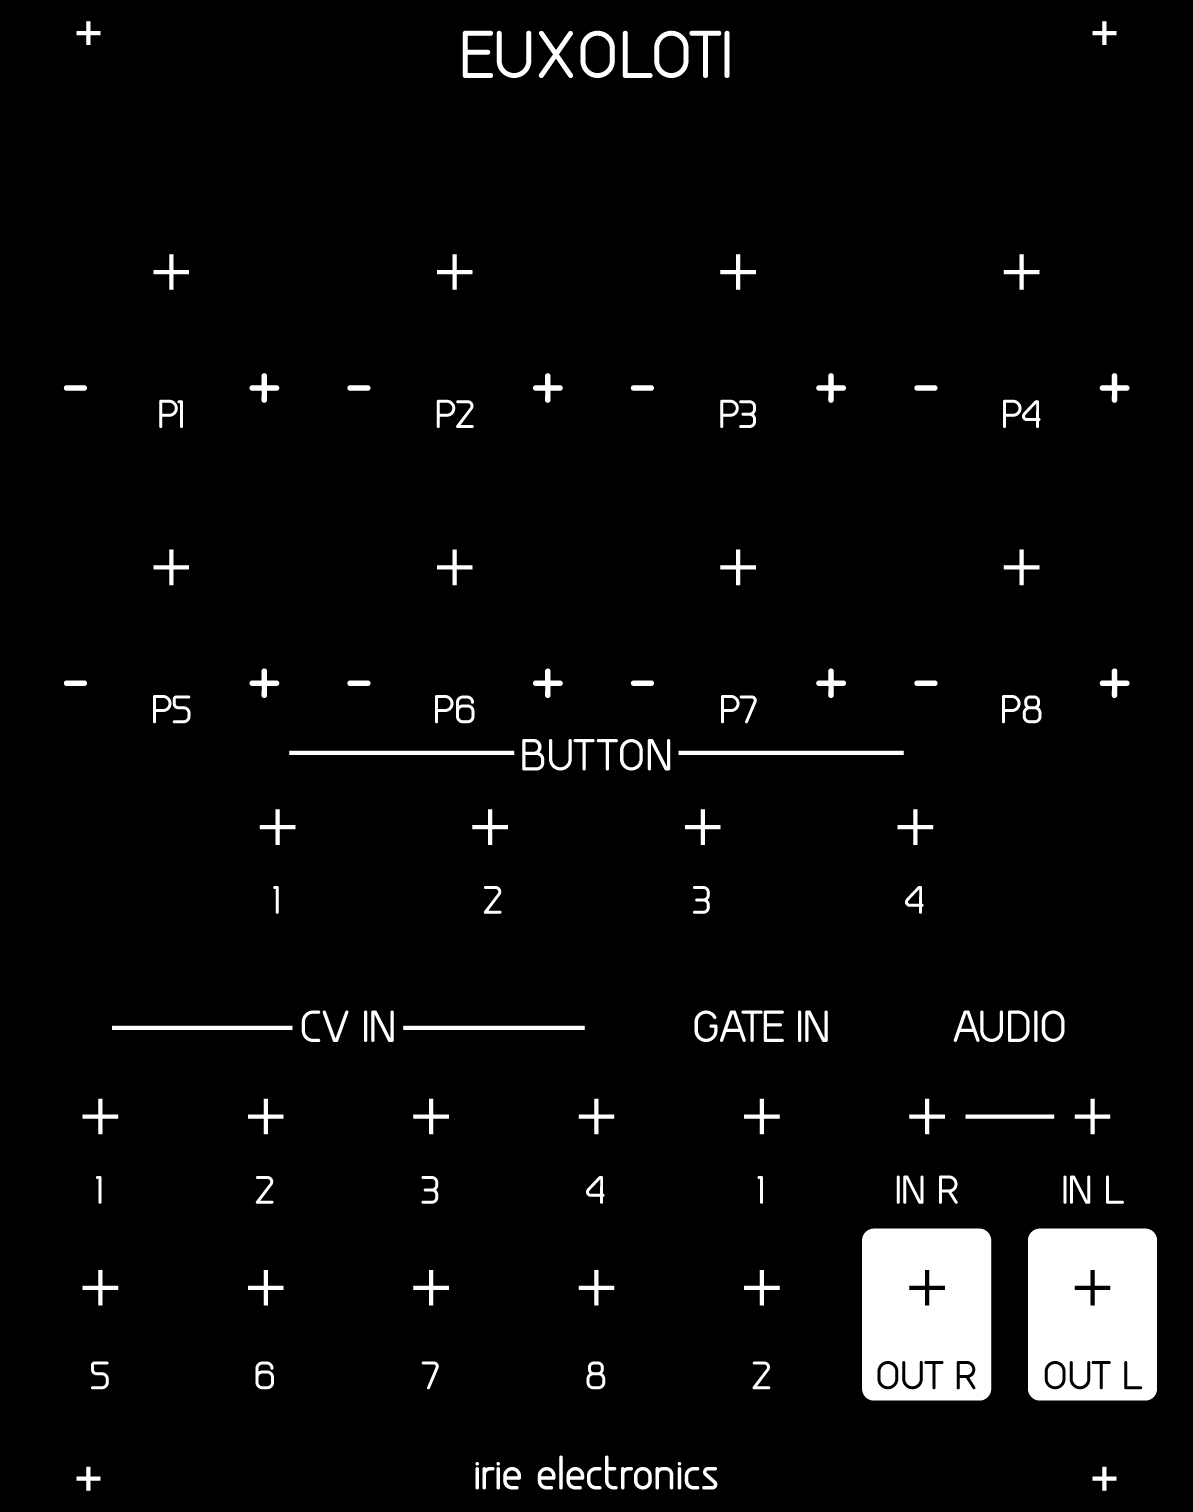 EUXOLOTI
- P1 + - P2 + - P3 + - P4 +
- P5 + - P6 + - P7 + - P8 +
BUTTON
1 2 3 4
CV IN GATE IN AUDIO
1 2 3 4 1 IN R IN L
5 6 7 8 2 OUT R OUT L
irie electronics